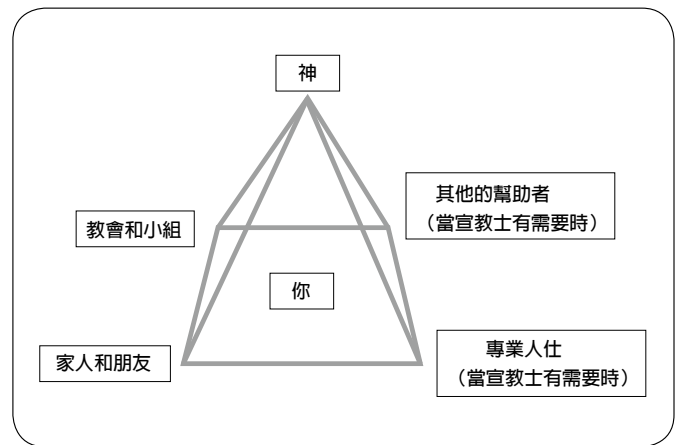 神
教會和小組
其他的幫助者
（當宣教士有需要時）
你
家人和朋友
專業人仕
（當宣教士有需要時）